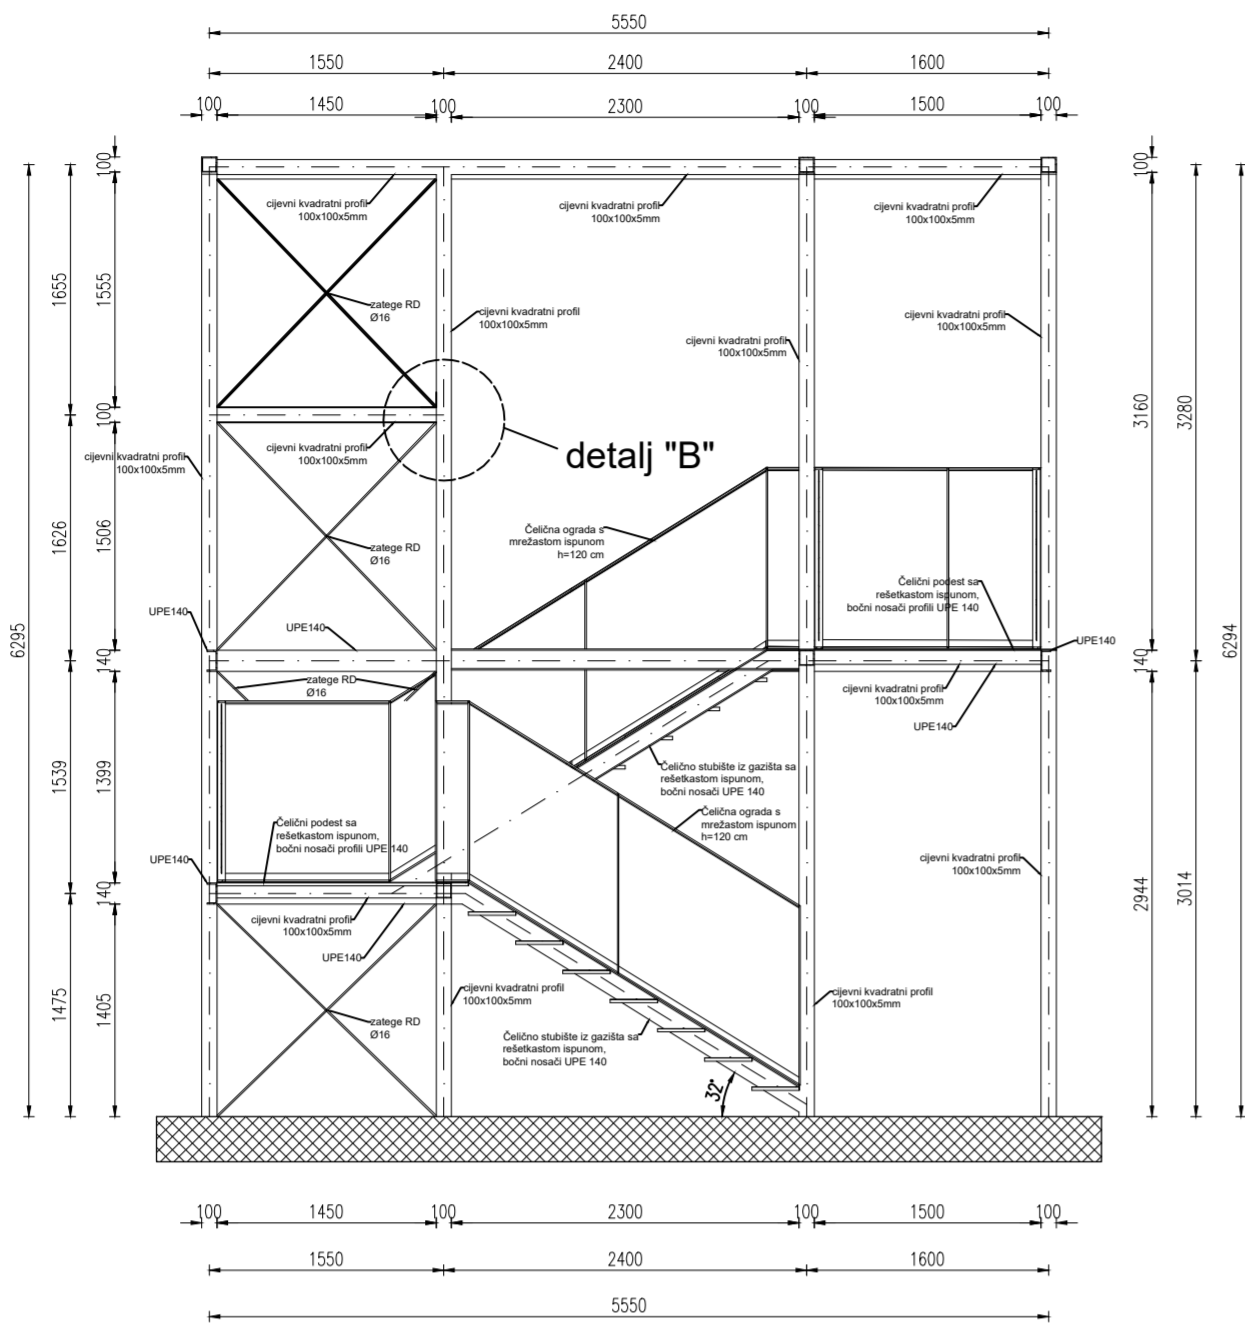 5550
1550 2400 1600
100 1450 100 2300 100 1500 100
100
100
cijevni kvadratni profil
100x100x5mm
cijevni kvadratni profil
100x100x5mm
cijevni kvadratni profil
100x100x5mm
1655
1555
zatege RD
Ø16
cijevni kvadratni profil
100x100x5mm
cijevni kvadratni profil
100x100x5mm
cijevni kvadratni profil
100x100x5mm
3160
3280
100
cijevni kvadratni profil
100x100x5mm
cijevni kvadratni profil
100x100x5mm
detalj "B"
1626
1506
zatege RD
Ø16
Čelična ograda s
mrežastom ispunom
h=120 cm
Čelični podest sa
rešetkastom ispunom,
bočni nosači profili UPE 140
6295
6294
UPE140
UPE140
UPE140
140
140
zatege RD
Ø16
cijevni kvadratni profil
100x100x5mm
UPE140
1539
1399
Čelično stubište iz gazišta sa
rešetkastom ispunom,
bočni nosači UPE 140
Čelična ograda s
mrežastom ispunom
h=120 cm
Čelični podest sa
rešetkastom ispunom,
bočni nosači profili UPE 140
UPE140
cijevni kvadratni profil
100x100x5mm
140
2944
3014
cijevni kvadratni profil
100x100x5mm
UPE140
1475
1405
cijevni kvadratni profil
100x100x5mm
cijevni kvadratni profil
100x100x5mm
zatege RD
Ø16
Čelično stubište iz gazišta sa
rešetkastom ispunom,
bočni nosači UPE 140
32°
100 1450 100 2300 100 1500 100
1550 2400 1600
5550